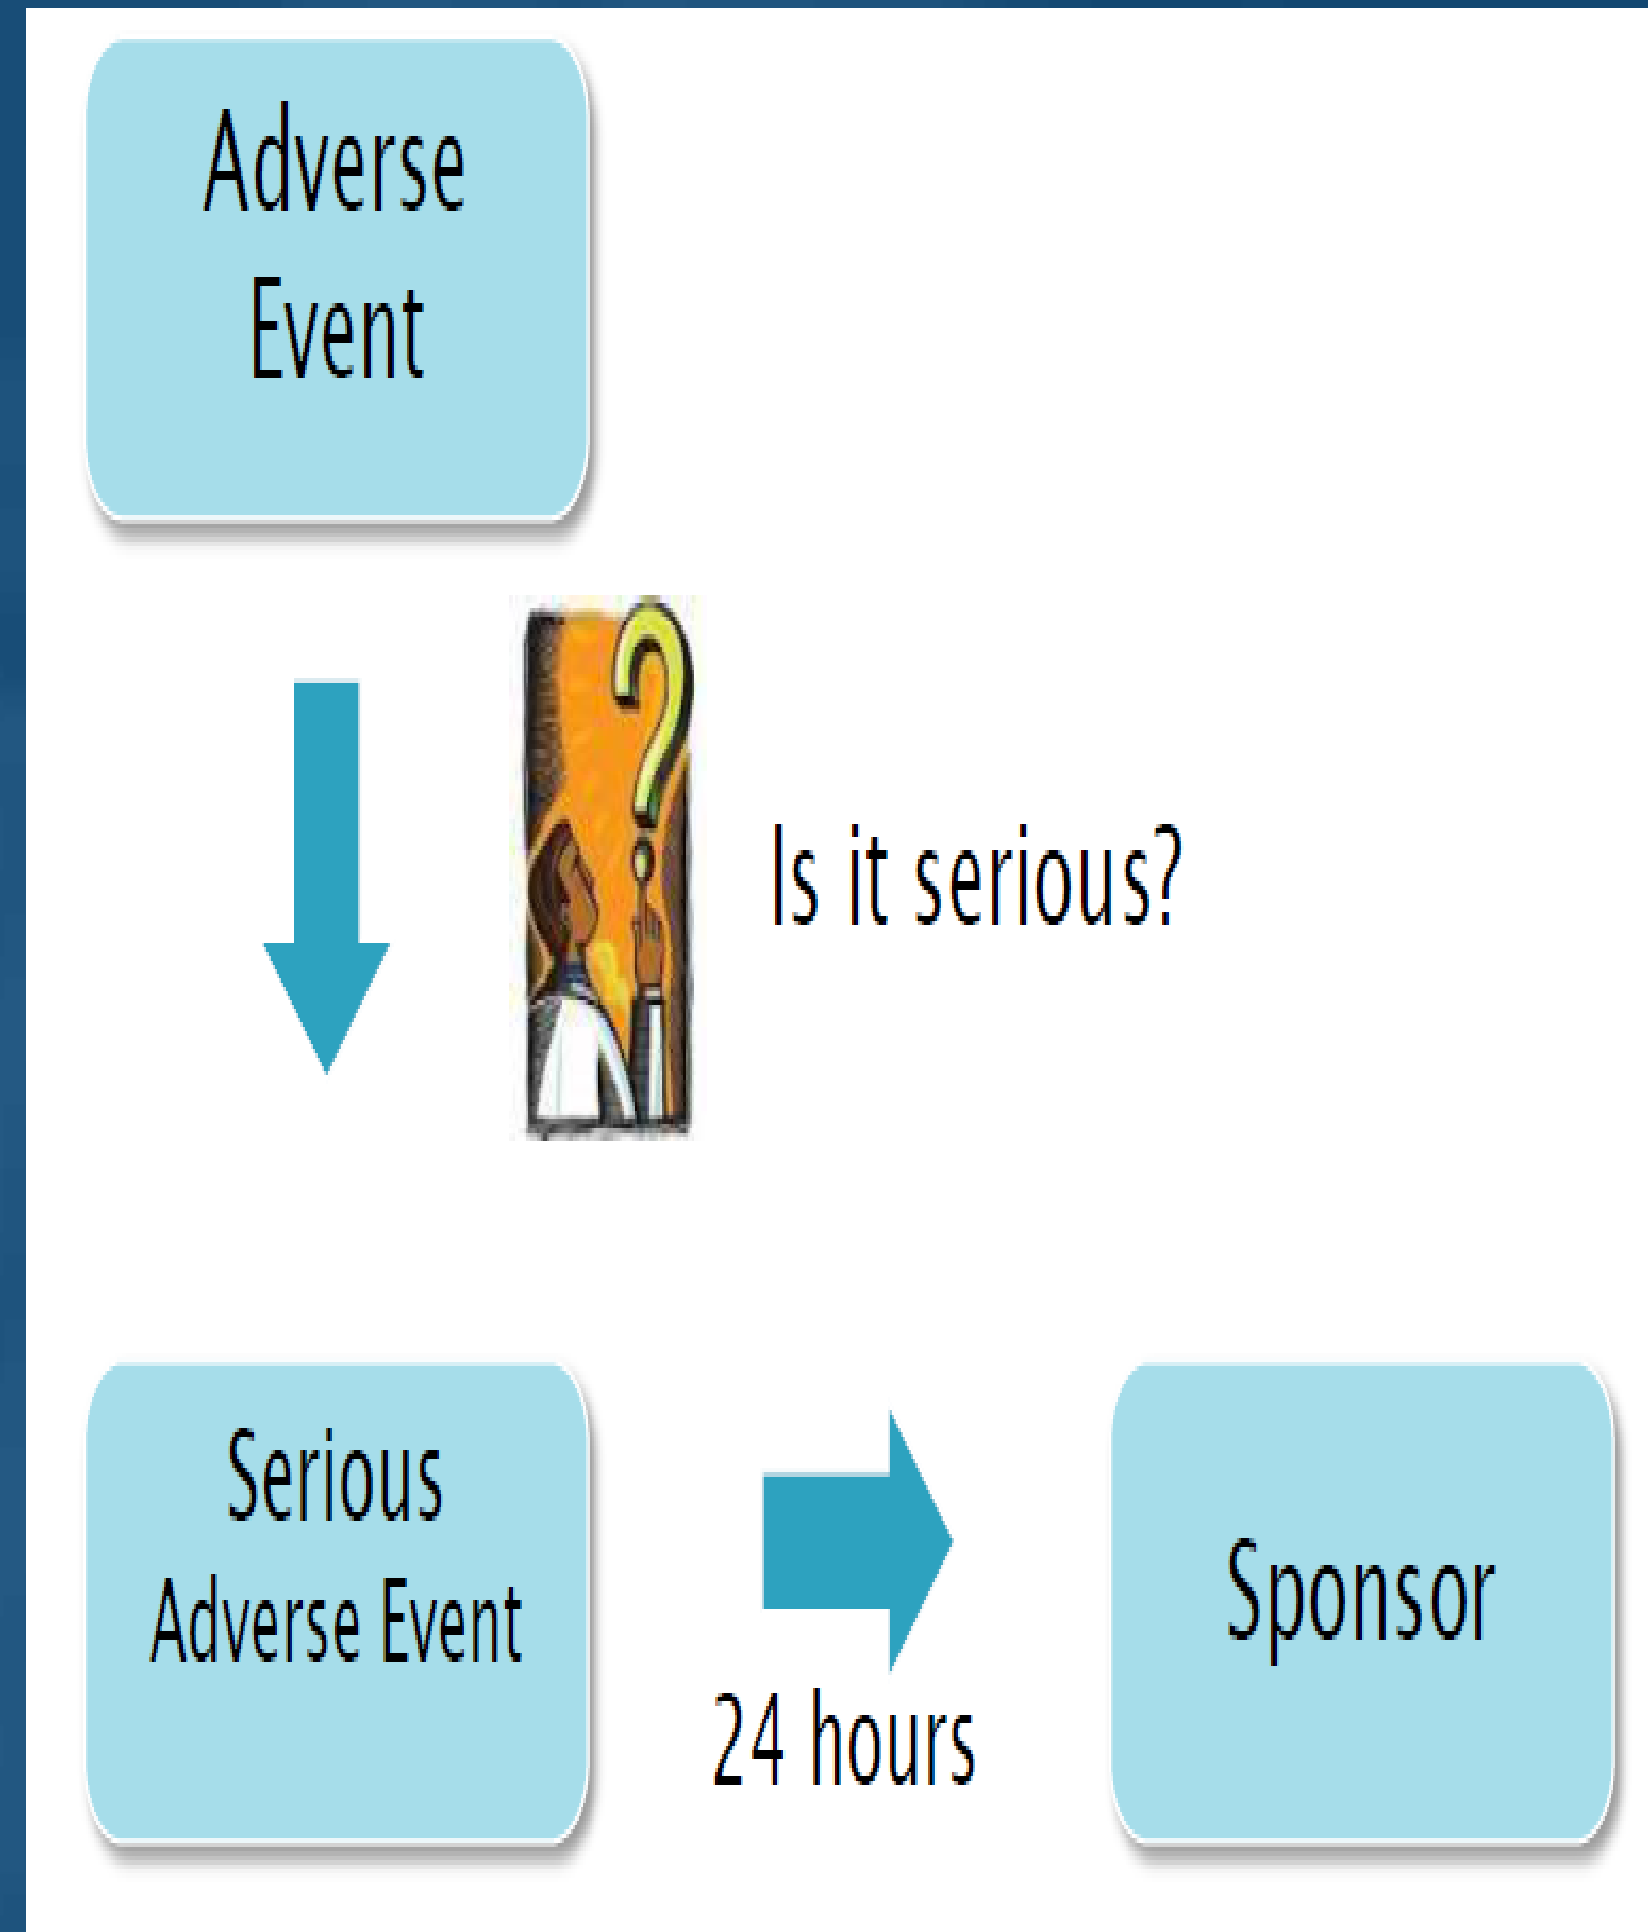 Adverse
Event
Is it serious?
Serious
Adverse Event
24 hours
Sponsor